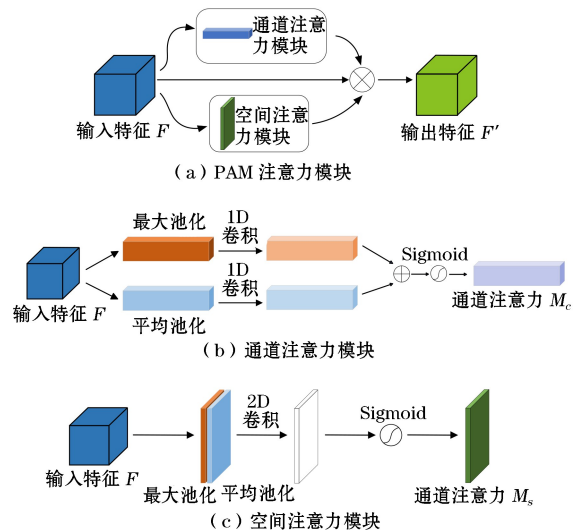 通道注意
力模块
空间注意
力模块
输入特征 F
输出特征 F′
(a) PAM 注意力模块
最大池化
1D
卷积
1D
卷积
Sigmoid
输入特征 F
平均池化
通道注意力 Mc
(b) 通道注意力模块
2D
卷积
Sigmoid
输入特征 F
最大池化 平均池化
通道注意力 Ms
(c) 空间注意力模块